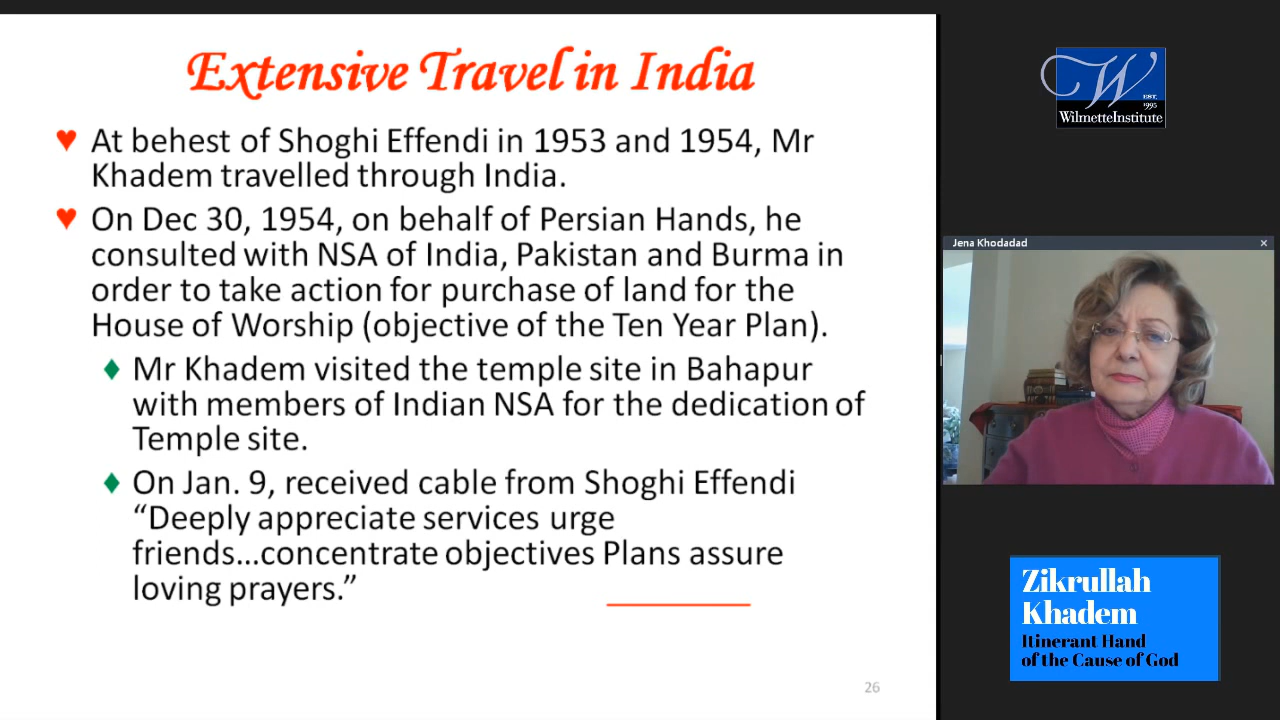 Extensive Travel in India
At behest of Shoghi Effendi in 1953 and 1954, Mr
Khadem travelled through India.
On Dec 30, 1954, on behalf of Persian Hands, he
consulted with NSA of India, Pakistan and Burma in
order to take action for purchase of land for the
House of Worship (objective of the Ten Year Plan).
Mr Khadem visited the temple site in Bahapur
with members of Indian NSA for the dedication of
Temple site.
On Jan. 9, received cable from Shoghi Effendi
“Deeply appreciate services urge
friends...concentrate objectives Plans assure
loving prayers.”
26
W
EST.
1995
WilmetteInstitute
Jena Khodadad
Zikrullah
Khadem
Itinerant Hand
of the Cause of God